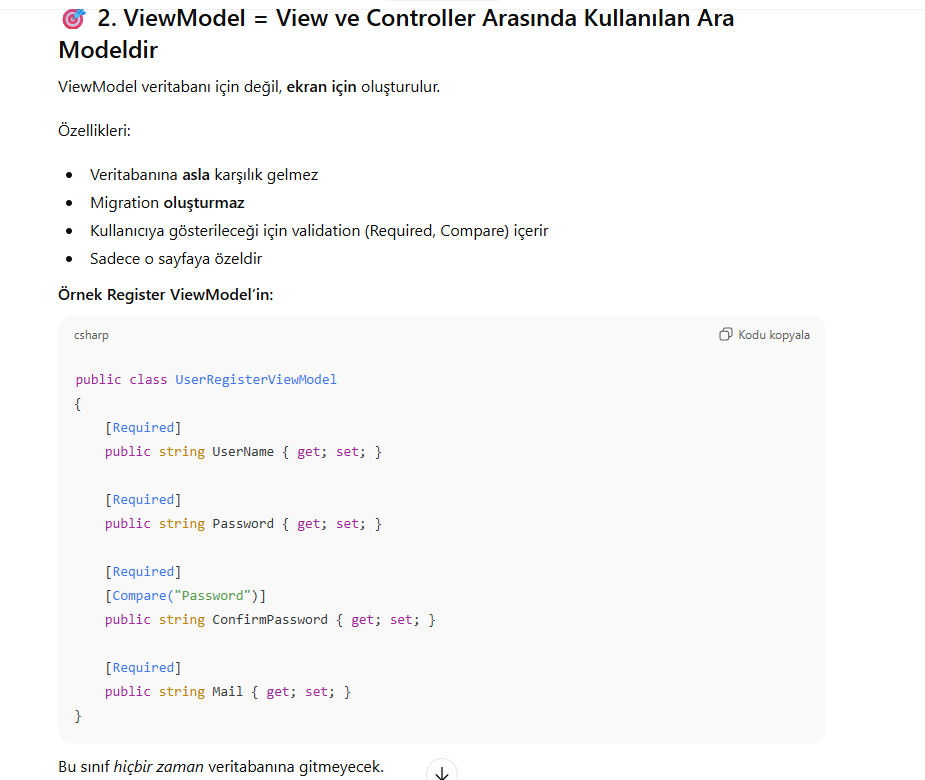 🎯 2. ViewModel = View ve Controller Arasında Kullanılan Ara
Modeldir
ViewModel veritabanı için değil, ekran için oluşturulur.
Özellikleri:
• Veritabanına asla karşılık gelmez
• Migration oluşturmaz
• Kullanıcıya gösterileceği için validation (Required, Compare) içerir
• Sadece o sayfaya özeldir
Örnek Register ViewModel'in:
csharp
Kodu kopyala
public class UserRegisterViewModel
{
    [Required]
    public string UserName { get; set; }
    [Required]
    public string Password { get; set; }
    [Required]
    [Compare("Password")]
    public string ConfirmPassword { get; set; }
    [Required]
    public string Mail { get; set; }
}
Bu sınıf hiçbir zaman veritabanına gitmeyecek.